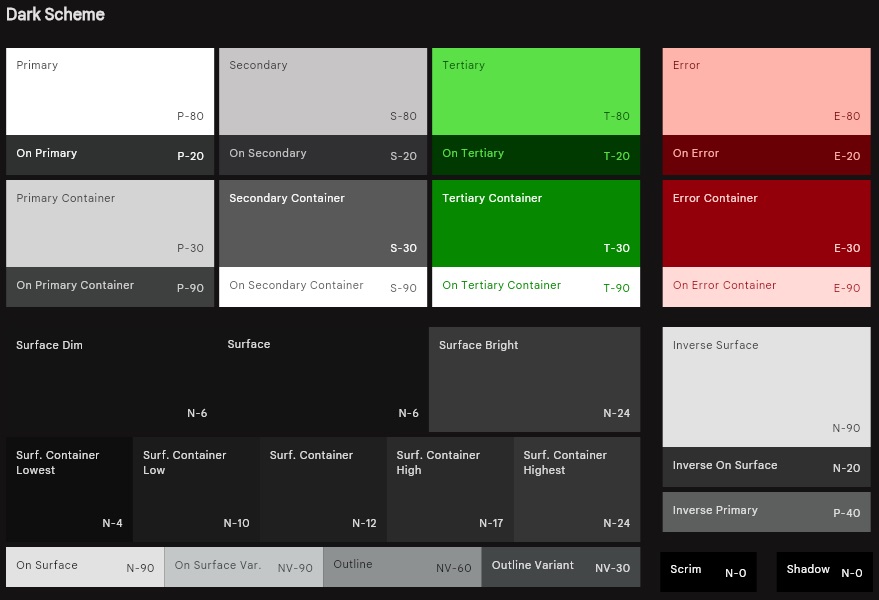 Dark Scheme
Primary
P-80
On Primary
P-20
Secondary
S-80
On Secondary
S-20
Tertiary
T-80
On Tertiary
T-20
Error
E-80
On Error
E-20
Primary Container
P-30
On Primary Container
P-90
Secondary Container
S-30
On Secondary Container
S-90
Tertiary Container
T-30
On Tertiary Container
T-90
Error Container
E-30
On Error Container
E-90
Surface Dim
N-6
Surface
N-6
Surface Bright
N-24
Inverse Surface
N-90
Inverse On Surface
N-20
Inverse Primary
P-40
Surf. Container
Lowest
N-4
Surf. Container
Low
N-10
Surf. Container
N-12
Surf. Container
High
N-17
Surf. Container
Highest
N-24
On Surface
N-90
On Surface Var.
NV-90
Outline
NV-60
Outline Variant
NV-30
Scrim
N-0
Shadow
N-0